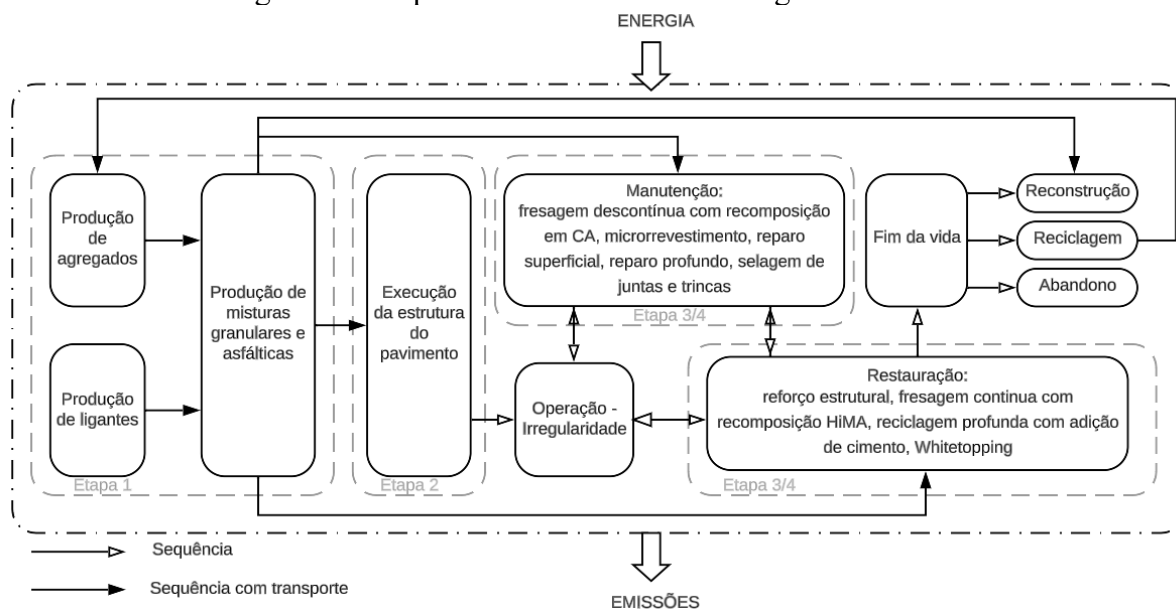 ENERGIA
Produção
de
agregados
Produção
de ligantes
Etapa 1
Produção de
misturas
granulares e
asfálticas
Execução
da estrutura
do
pavimento
Etapa 2
Manutenção:
fresagem descontínua com recomposição
em CA, microrrevestimento, reparo
superficial, reparo profundo, selagem de
juntas e trincas
Etapa 3/4
Operação -
Irregularidade
Fim da vida
Reconstrução
Reciclagem
Abandono
Restauração:
reforço estrutural, fresagem continua com
recomposição HiMA, reciclagem profunda com adição
de cimento, Whitetopping
Etapa 3/4
Sequência
Sequência com transporte
EMISSÕES